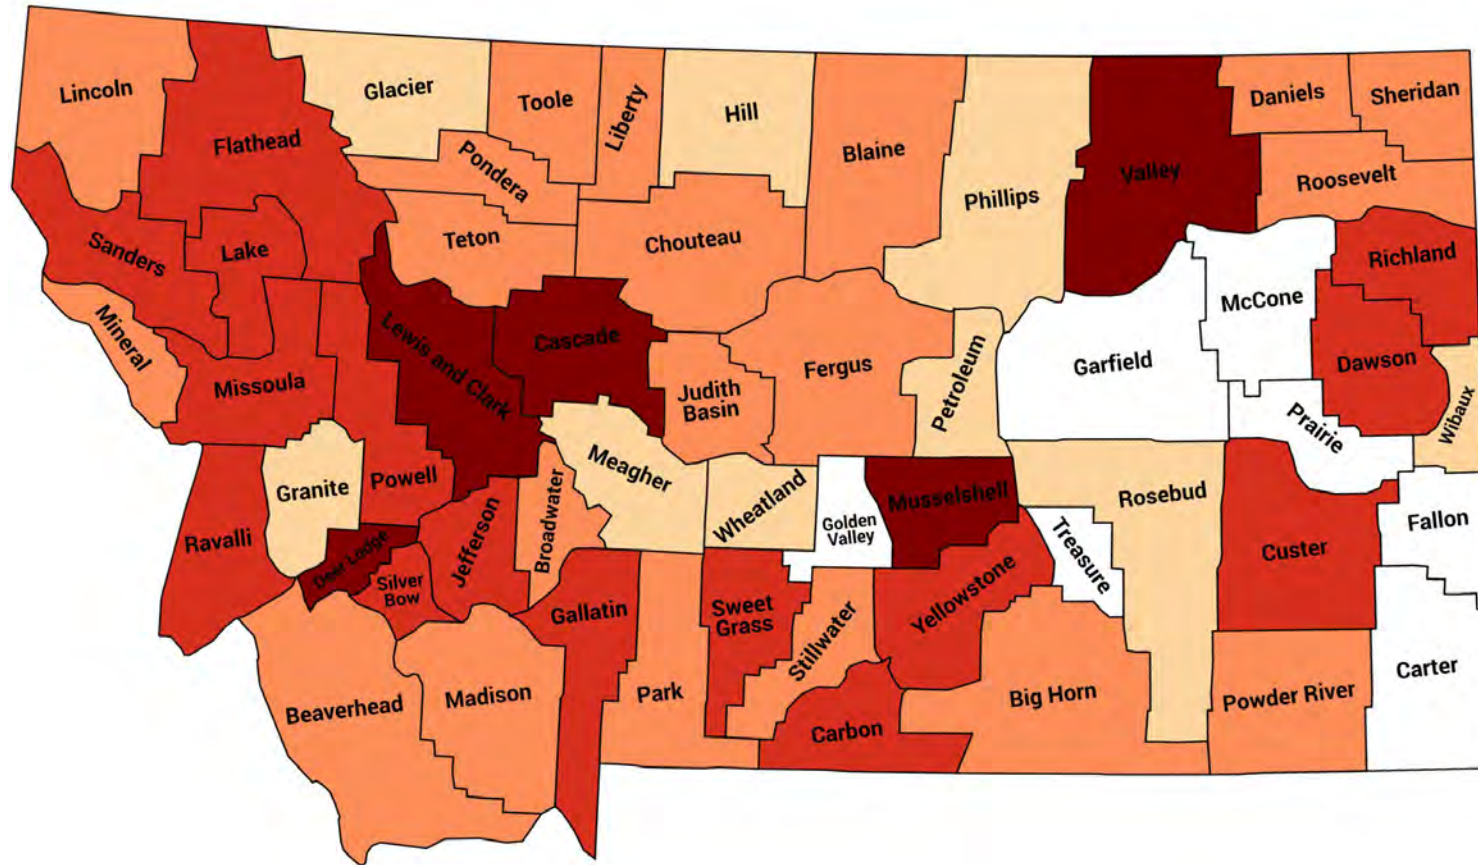 Lincoln
Glacier
Toole
Liberty
Hill
Blaine
Phillips
Valley
Daniels
Sheridan
Flathead
Pondera
Roosevelt
Teton
Chouteau
Sanders
Lake
Richland
McCone
Mineral
Lewis and Clark
Cascade
Fergus
Petroleum
Garfield
Dawson
Missoula
Judith
Basin
Wibaux
Prairie
Granite
Powell
Meagher
Wheatland
Golden
Valley
Musselshell
Rosebud
Fallon
Ravalli
Deer Lodge
Silver
Bow
Jefferson
Broadwater
Treasure
Custer
Gallatin
Sweet
Grass
Stillwater
Yellowstone
Carter
Beaverhead
Madison
Park
Carbon
Big Horn
Powder River